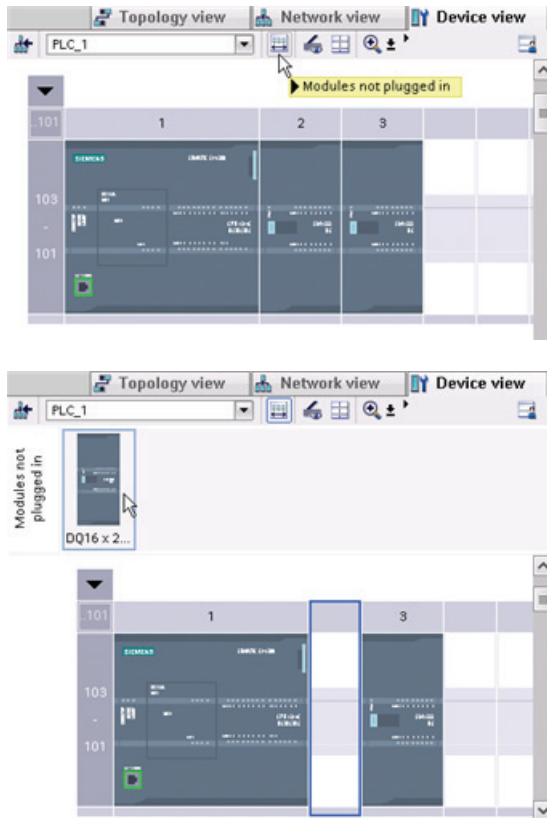 Topology view Network view Device view
PLC_1
Modules not plugged in
..101 1 2 3
SIEMENS
103
-
101
Topology view Network view Device view
PLC_1
Modules not
plugged in
DQ16 x 2...
..101 1 3
SIEMENS
103
-
101